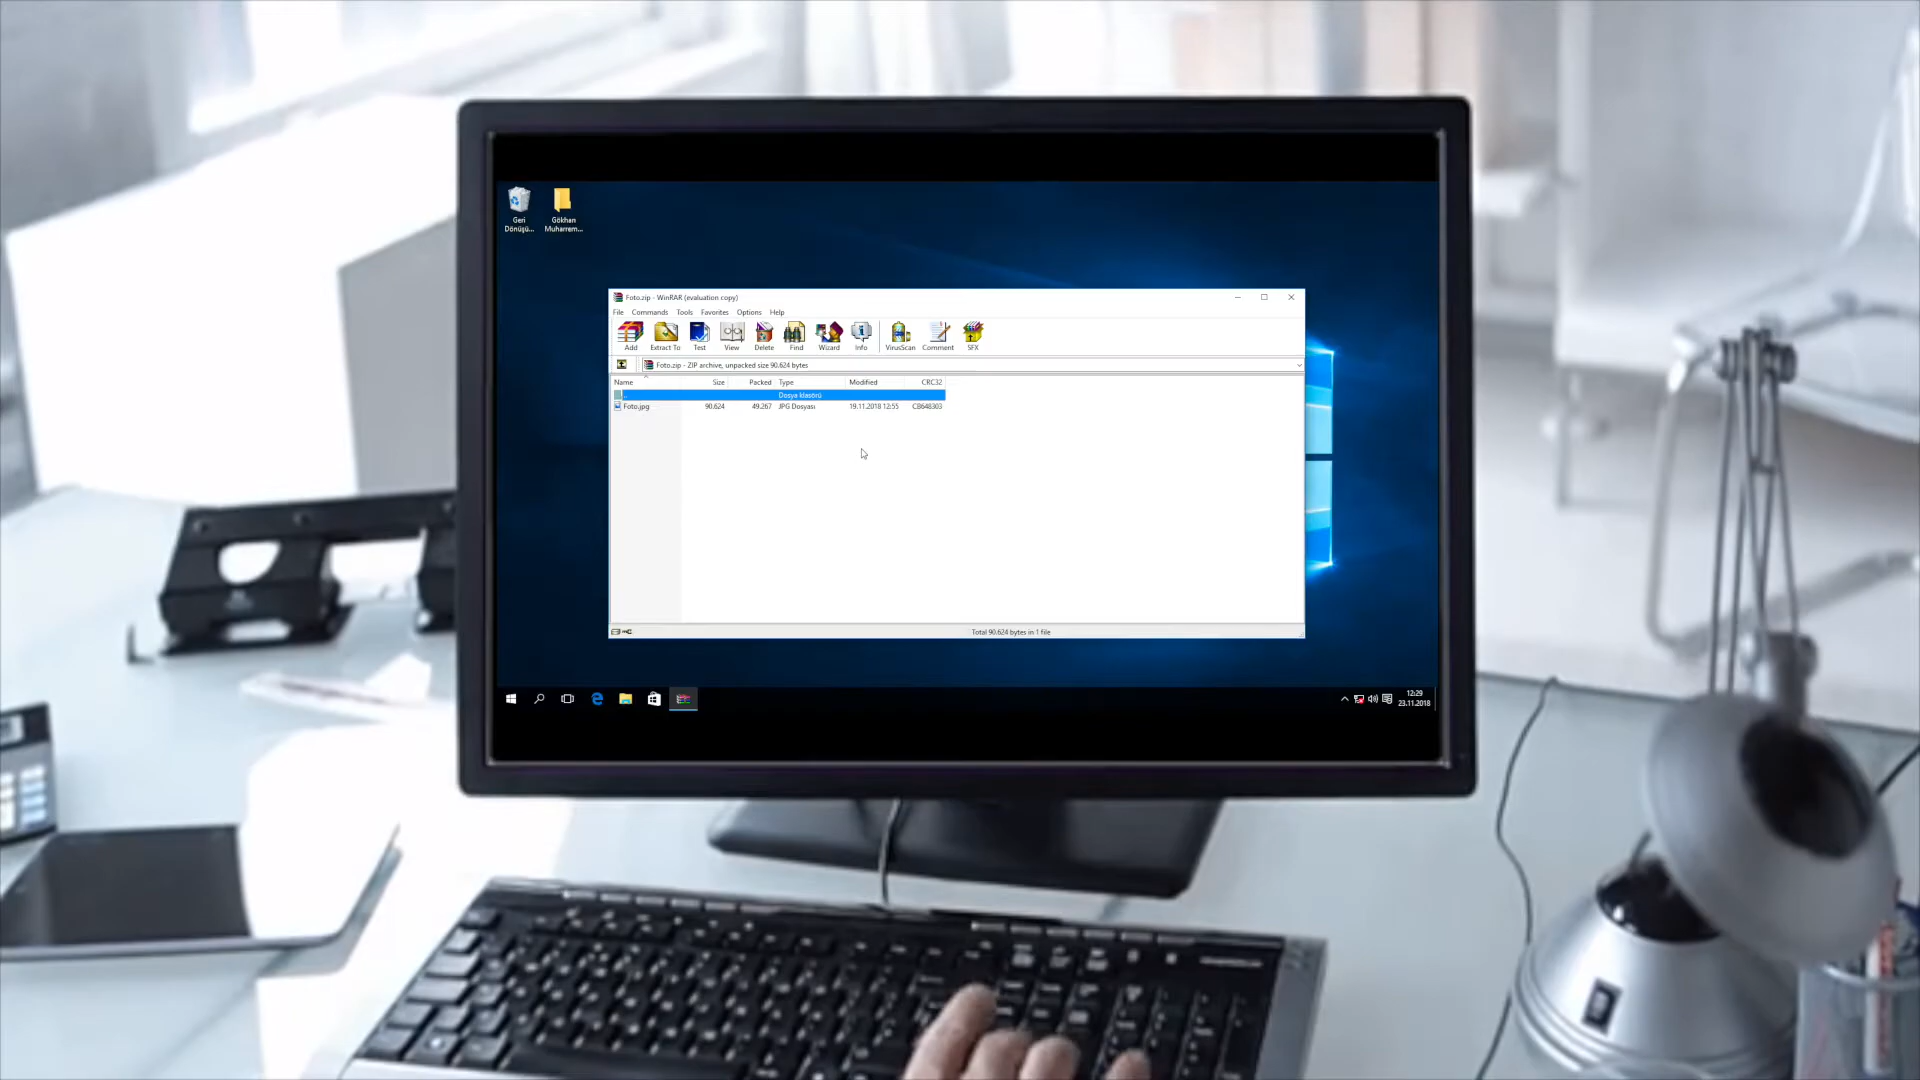 Geri
Dönüşü...
Gökhan
Muharrem...
Foto.zip - WinRAR (evaluation copy)
File Commands Tools Favorites Options Help
Add Extract To Test View Delete Find Wizard Info VirusScan Comment SFX
Foto.zip - ZIP archive, unpacked size 90.624 bytes
Name Size Packed Type Modified CRC32
.. Dosya klasörü
Foto.jpg 90.624 49.267 JPG Dosyası 19.11.2018 12:55 CB648303
Total 90.624 bytes in 1 file
12:29
23.11.2018